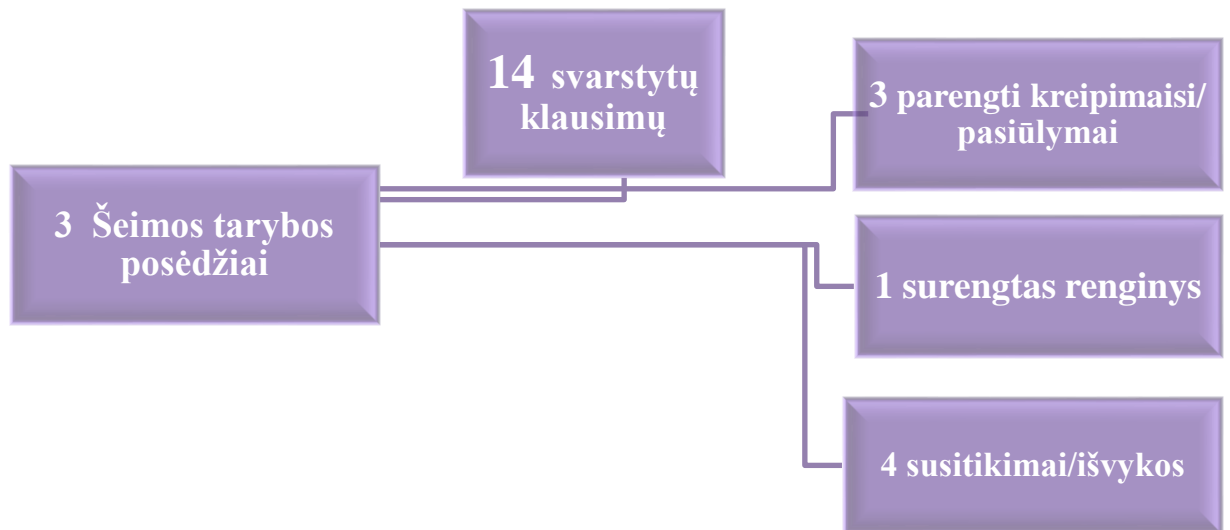 14 svarstytų
klausimų
3 parengti kreipimaisi/
pasiūlymai
3 Šeimos tarybos
posėdžiai
1 surengtas renginys
4 susitikimai/išvykos